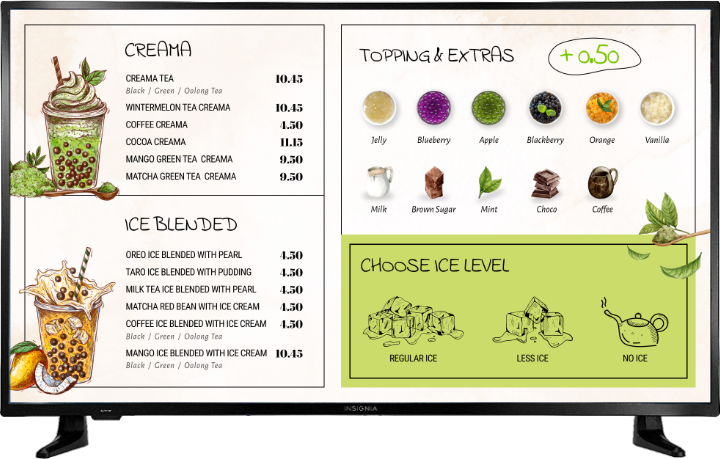 CREAMA
CREAMA TEA 10.45
Black / Green / Oolong Tea
WINTERMELON TEA CREAMA 10.45
COFFEE CREAMA 4.50
COCOA CREAMA 11.15
MANGO GREEN TEA CREAMA 9.50
MATCHA GREEN TEA CREAMA 9.50
ICE BLENDED
OREO ICE BLENDED WITH PEARL 4.50
TARO ICE BLENDED WITH PUDDING 4.50
MILK TEA ICE BLENDED WITH PEARL 4.50
MATCHA RED BEAN WITH ICE CREAM 4.50
COFFEE ICE BLENDED WITH ICE CREAM 4.50
Black / Green / Oolong Tea
MANGO ICE BLENDED WITH ICE CREAM 10.45
Black / Green / Oolong Tea
TOPPING & EXTRAS +0.50
Jelly Blueberry Apple Blackberry Orange Vanilla
Milk Brown Sugar Mint Choco Coffee
CHOOSE ICE LEVEL
REGULAR ICE LESS ICE NO ICE
INSIGNIA